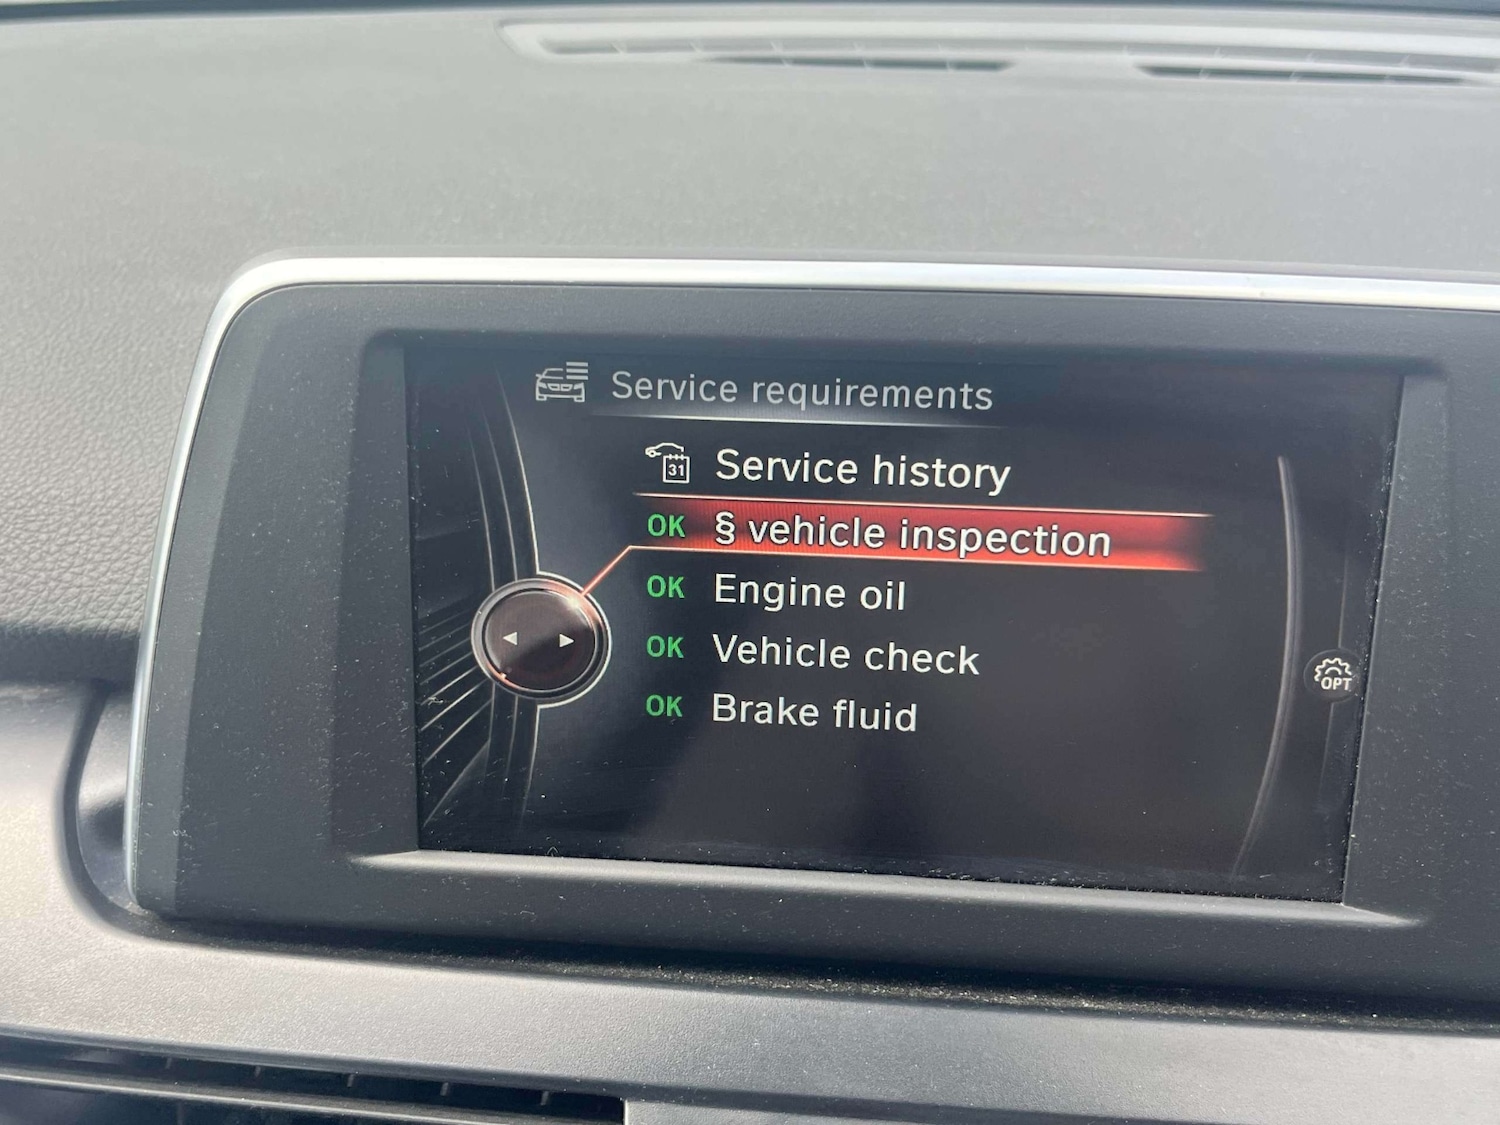 Service requirements
31 Service history
OK § vehicle inspection
OK Engine oil
OK Vehicle check
OPT
OK Brake fluid